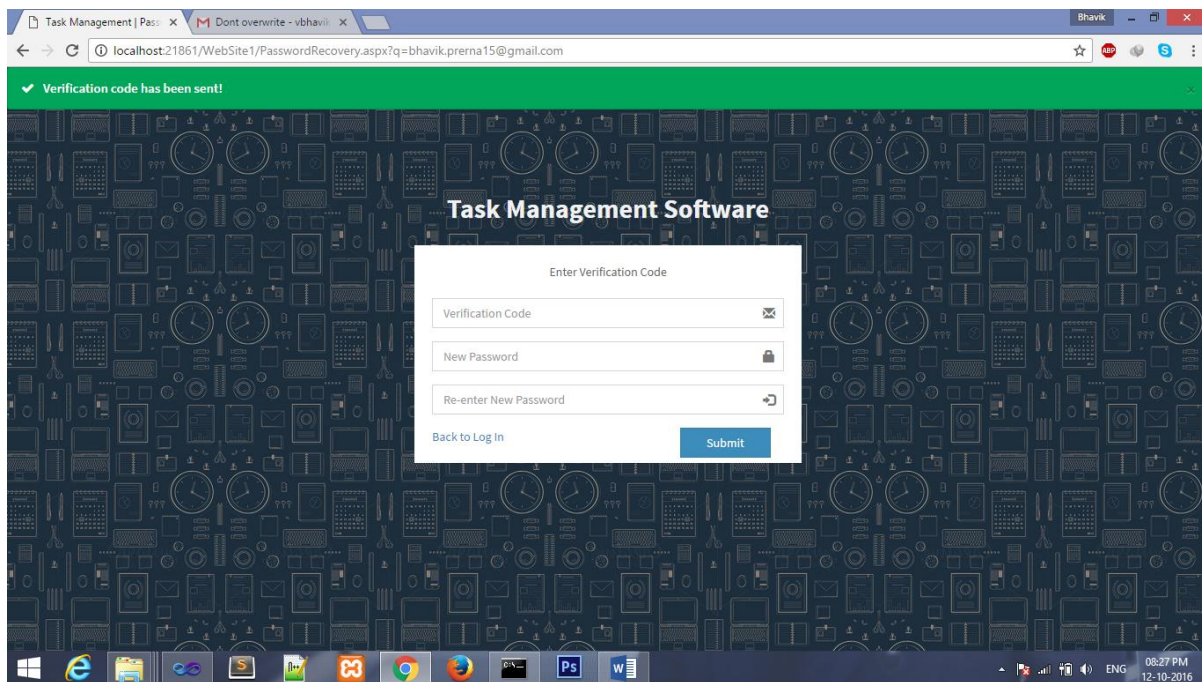 Task Management | Pass
Dont overwrite - vbhavik
Bhavik
localhost:21861/WebSite1/PasswordRecovery.aspx?q=bhavik.prerna15@gmail.com
ABP
Verification code has been sent!
Task Management Software
Enter Verification Code
Verification Code
New Password
Re-enter New Password
Back to Log In
Submit
Ps
ENG
08:27 PM
12-10-2016